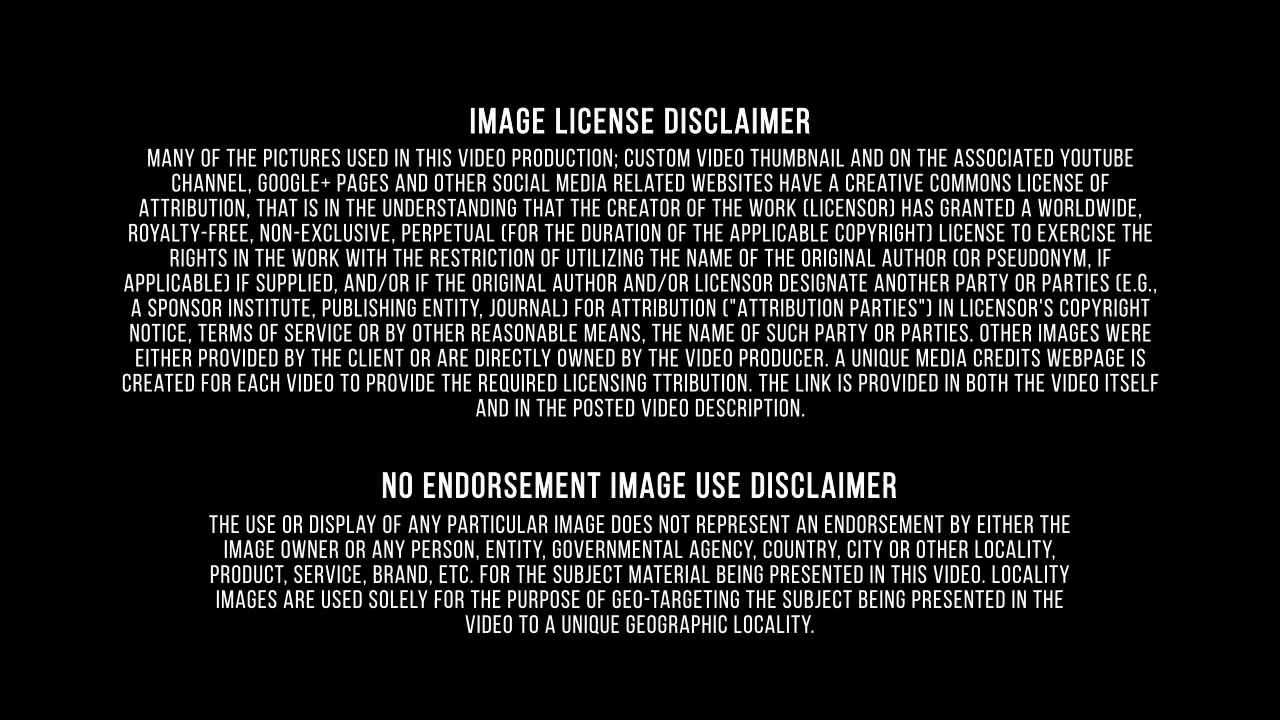 IMAGE LICENSE DISCLAIMER
MANY OF THE PICTURES USED IN THIS VIDEO PRODUCTION; CUSTOM VIDEO THUMBNAIL AND ON THE ASSOCIATED YOUTUBE
CHANNEL, GOOGLE+ PAGES AND OTHER SOCIAL MEDIA RELATED WEBSITES HAVE A CREATIVE COMMONS LICENSE OF
ATTRIBUTION, THAT IS IN THE UNDERSTANDING THAT THE CREATOR OF THE WORK (LICENSOR) HAS GRANTED A WORLDWIDE,
ROYALTY-FREE, NON-EXCLUSIVE, PERPETUAL (FOR THE DURATION OF THE APPLICABLE COPYRIGHT) LICENSE TO EXERCISE THE
RIGHTS IN THE WORK WITH THE RESTRICTION OF UTILIZING THE NAME OF THE ORIGINAL AUTHOR (OR PSEUDONYM, IF
APPLICABLE) IF SUPPLIED, AND/OR IF THE ORIGINAL AUTHOR AND/OR LICENSOR DESIGNATE ANOTHER PARTY OR PARTIES (E.G.,
A SPONSOR INSTITUTE, PUBLISHING ENTITY, JOURNAL) FOR ATTRIBUTION ("ATTRIBUTION PARTIES") IN LICENSOR'S COPYRIGHT
NOTICE, TERMS OF SERVICE OR BY OTHER REASONABLE MEANS, THE NAME OF SUCH PARTY OR PARTIES. OTHER IMAGES WERE
EITHER PROVIDED BY THE CLIENT OR ARE DIRECTLY OWNED BY THE VIDEO PRODUCER. A UNIQUE MEDIA CREDITS WEBPAGE IS
CREATED FOR EACH VIDEO TO PROVIDE THE REQUIRED LICENSING TTRIBUTION. THE LINK IS PROVIDED IN BOTH THE VIDEO ITSELF
AND IN THE POSTED VIDEO DESCRIPTION.
NO ENDORSEMENT IMAGE USE DISCLAIMER
THE USE OR DISPLAY OF ANY PARTICULAR IMAGE DOES NOT REPRESENT AN ENDORSEMENT BY EITHER THE
IMAGE OWNER OR ANY PERSON, ENTITY, GOVERNMENTAL AGENCY, COUNTRY, CITY OR OTHER LOCALITY,
PRODUCT, SERVICE, BRAND, ETC. FOR THE SUBJECT MATERIAL BEING PRESENTED IN THIS VIDEO. LOCALITY
IMAGES ARE USED SOLELY FOR THE PURPOSE OF GEO-TARGETING THE SUBJECT BEING PRESENTED IN THE
VIDEO TO A UNIQUE GEOGRAPHIC LOCALITY.